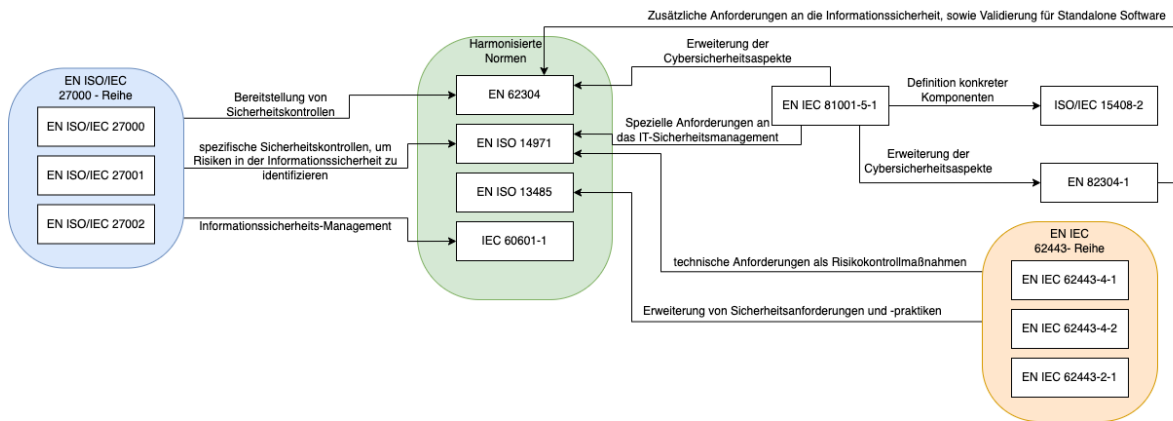 Zusätzliche Anforderungen an die Informationssicherheit, sowie Validierung für Standalone Software
Harmonisierte
Normen
EN ISO/IEC
27000 - Reihe
EN ISO/IEC 27000
EN ISO/IEC 27001
EN ISO/IEC 27002
Bereitstellung von
Sicherheitskontrollen
spezifische Sicherheitskontrollen, um
Risiken in der Informationssicherheit zu
identifizieren
Informationssicherheits-Management
EN 62304
EN ISO 14971
EN ISO 13485
IEC 60601-1
Erweiterung der
Cybersicherheitsaspekte
Spezielle Anforderungen an
das IT-Sicherheitsmanagement
EN IEC 81001-5-1
Definition konkreter
Komponenten
ISO/IEC 15408-2
Erweiterung der
Cybersicherheitsaspekte
EN 82304-1
technische Anforderungen als Risikokontrollmaßnahmen
Erweiterung von Sicherheitsanforderungen und -praktiken
EN IEC
62443- Reihe
EN IEC 62443-4-1
EN IEC 62443-4-2
EN IEC 62443-2-1